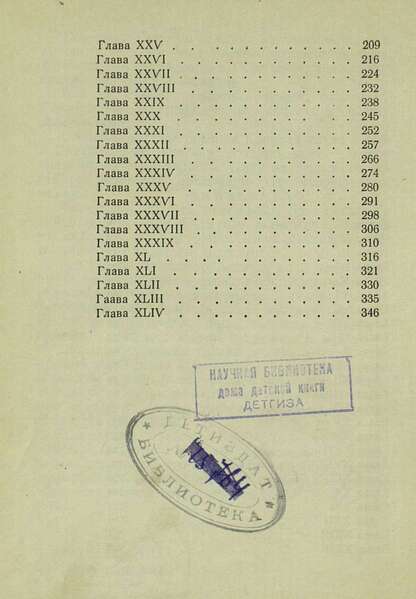 Глава XXV . . . . . . . . . . . . 209
Глава XXVI . . . . . . . . . . . . 216
Глава XXVII . . . . . . . . . . . 224
Глава XXVIII . . . . . . . . . . . 232
Глава XXIX . . . . . . . . . . . 238
Глава XXX . . . . . . . . . . . . 245
Глава XXXI . . . . . . . . . . . 252
Глава XXXII . . . . . . . . . . . 257
Глава XXXIII . . . . . . . . . . . 266
Глава XXXIV . . . . . . . . . . . 274
Глава XXXV . . . . . . . . . . . 280
Глава XXXVI . . . . . . . . . . . 291
Глава XXXVII . . . . . . . . . . 298
Глава XXXVIII . . . . . . . . . . 306
Глава XXXIX . . . . . . . . . . . 310
Глава XL . . . . . . . . . . . . 316
Глава XLI . . . . . . . . . . . . 321
Глава XLII . . . . . . . . . . . 330
Гаава XLIII . . . . . . . . . . . 335
Глава XLIV . . . . . . . . . . . 346
НАУЧНАЯ БИБЛИОТЕКА
дома детской книги
ДЕТГИЗА
ДЕТИЗДАТ
БИБЛИОТЕКА